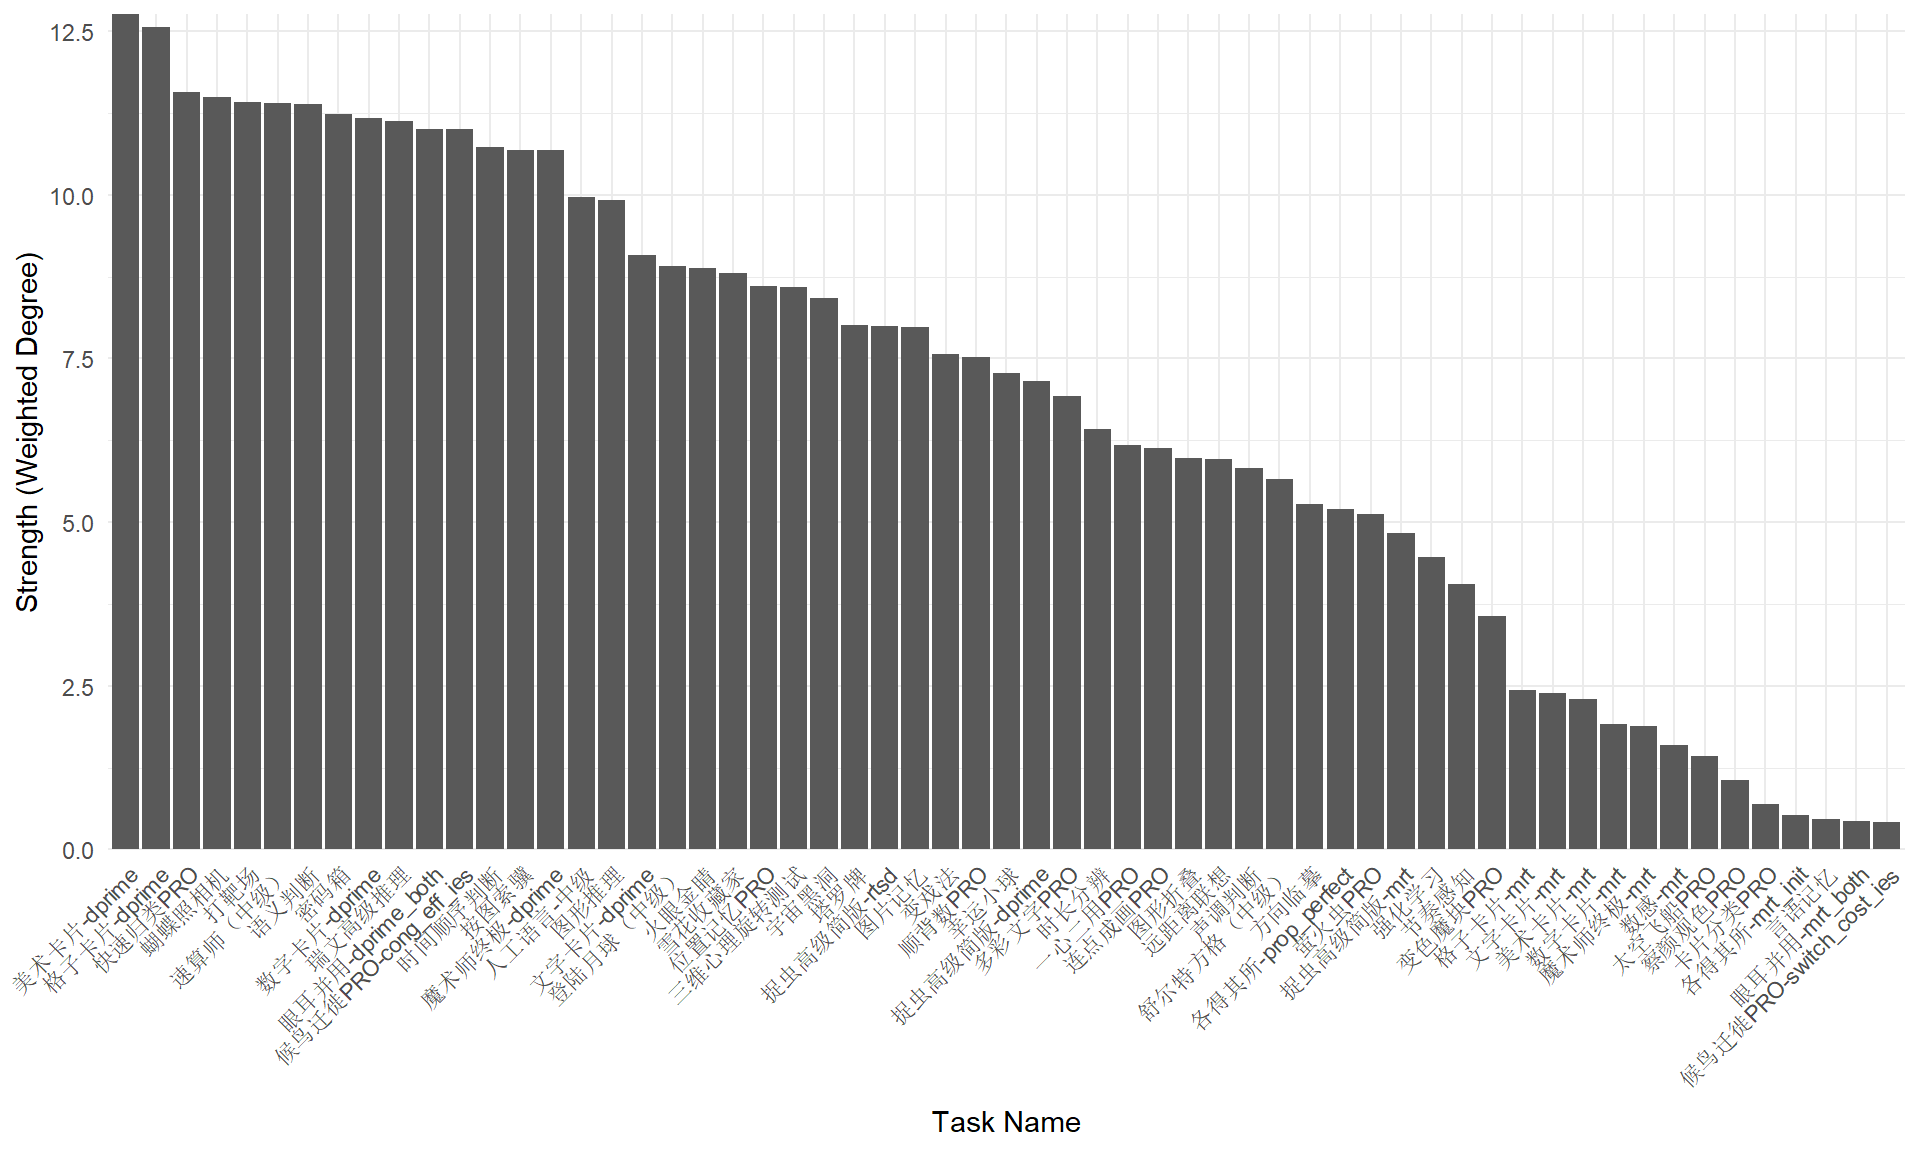 Strength (Weighted Degree)
12.5
10.0
7.5
5.0
2.5
0.0
美术卡片-dprime
格子卡片-dprime
快速归类PRO
蝴蝶照相机
打靶场
速算师（中级）
语义判断
密码箱
数字卡片-dprime
瑞文高级推理
眼耳并用-dprime_both
候鸟迁徙PRO-cong_eff_ies
时间顺序判断
按图索骥
魔术师终极-dprime
人工语言-中级
图形推理
文字卡片-dprime
登陆月球（中级）
火眼金睛
雪花收藏家
位置记忆PRO
三维心理旋转测试
宇宙黑洞
塔罗牌
捉虫高级简版-rtsd
图片记忆
变戏法
顺背数PRO
幸运小球
捉虫高级简版-dprime
多彩文字PRO
时长分辨
一心二用PRO
连点成画PRO
图形折叠
远距离联想
声调判断
舒尔特方格（中级）
方向临摹
各得其所-prop_perfect
萤火虫PRO
捉虫高级简版-mrt
强化学习
节奏感知
变色魔块PRO
格子卡片-mrt
文字卡片-mrt
美术卡片-mrt
数字卡片-mrt
魔术师终极-mrt
数感-mrt
太空飞船PRO
察颜观色PRO
卡片分类PRO
各得其所-mrt_init
言语记忆
眼耳并用-mrt_both
候鸟迁徙PRO-switch_cost_ies
Task Name